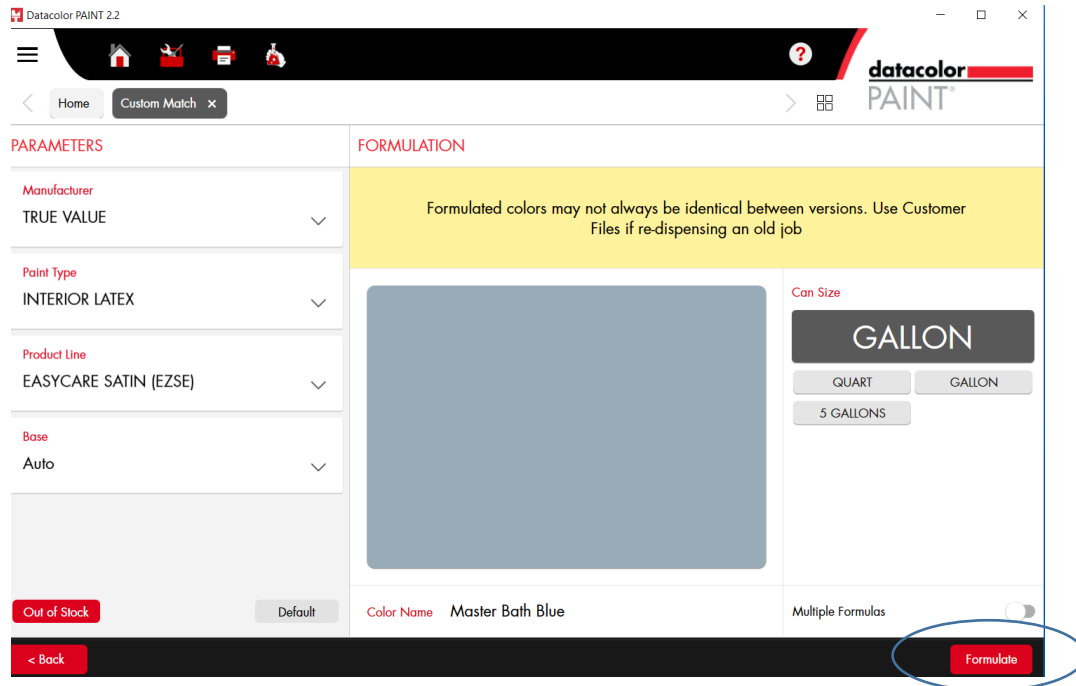 Datacolor PAINT 2.2
?
datacolor
PAINT®
Home
Custom Match ×
PARAMETERS
FORMULATION
Manufacturer
TRUE VALUE
Formulated colors may not always be identical between versions. Use Customer
Files if re-dispensing an old job
Paint Type
INTERIOR LATEX
Can Size
GALLON
Product Line
EASYCARE SATIN (EZSE)
QUART
GALLON
5 GALLONS
Base
Auto
Out of Stock
Default
Color Name Master Bath Blue
Multiple Formulas
< Back
Formulate